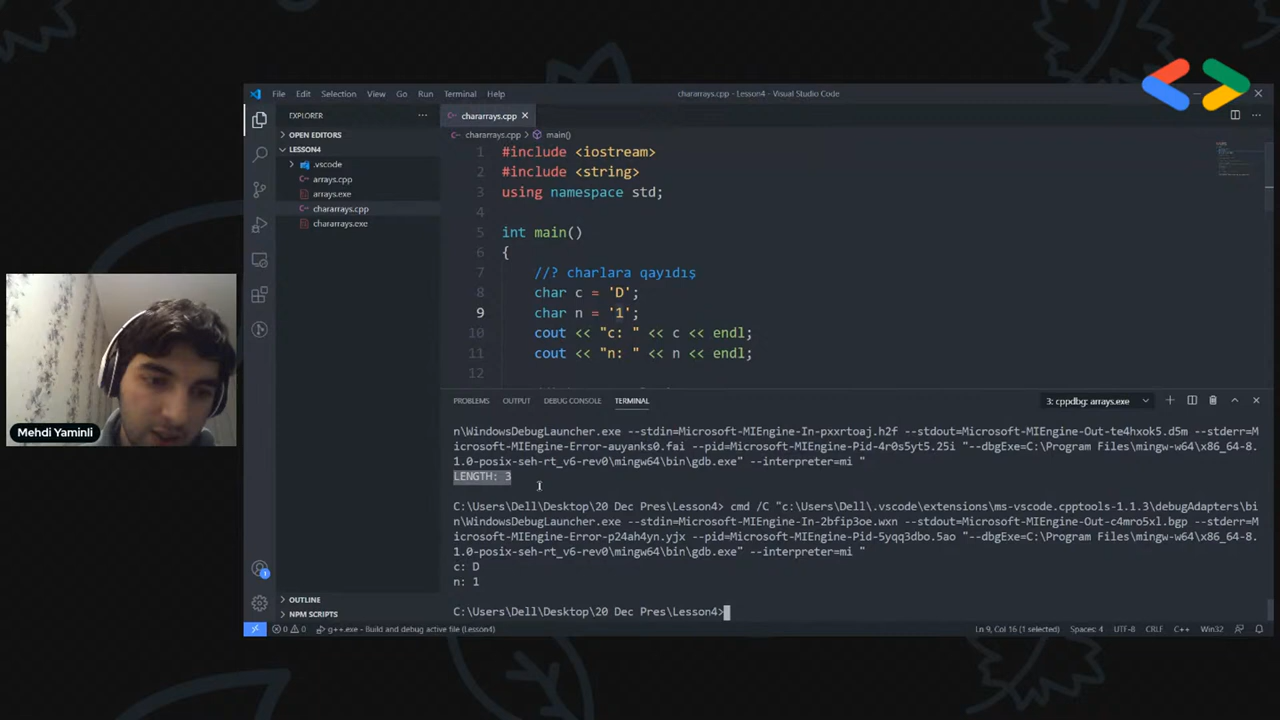 File Edit Selection View Go Run Terminal Help
chararrays.cpp - Lesson4 - Visual Studio Code
EXPLORER
OPEN EDITORS
LESSON4
.vscode
arrays.cpp
arrays.exe
chararrays.cpp
chararrays.exe
OUTLINE
NPM SCRIPTS
chararrays.cpp
chararrays.cpp > main()
1 #include <iostream>
2 #include <string>
3 using namespace std;
4
5 int main()
6 {
7 //? charlara qayıdış
8 char c = 'D';
9 char n = '1';
10 cout << "c: " << c << endl;
11 cout << "n: " << n << endl;
12
PROBLEMS OUTPUT DEBUG CONSOLE TERMINAL 3: cppdbg: arrays.exe
n\WindowsDebugLauncher.exe --stdin=Microsoft-MIEngine-In-pxxrtoaj.h2f --stdout=Microsoft-MIEngine-Out-te4hxok5.d5m --stderr=M
icrosoft-MIEngine-Error-auyanks0.fai --pid=Microsoft-MIEngine-Pid-4r0s5yt5.25i "--dbgExe=C:\Program Files\mingw-w64\x86_64-8.
1.0-posix-seh-rt_v6-rev0\mingw64\bin\gdb.exe" --interpreter=mi "
LENGTH: 3
C:\Users\Dell\Desktop\20 Dec Pres\Lesson4> cmd /C "c:\Users\Dell\.vscode\extensions\ms-vscode.cpptools-1.1.3\debugAdapters\bi
n\WindowsDebugLauncher.exe --stdin=Microsoft-MIEngine-In-2bfip3oe.wxn --stdout=Microsoft-MIEngine-Out-c4mro5xl.bgp --stderr=M
icrosoft-MIEngine-Error-p24ah4yn.yjx --pid=Microsoft-MIEngine-Pid-5yqq3dbo.5ao "--dbgExe=C:\Program Files\mingw-w64\x86_64-8.
1.0-posix-seh-rt_v6-rev0\mingw64\bin\gdb.exe" --interpreter=mi "
c: D
n: 1
C:\Users\Dell\Desktop\20 Dec Pres\Lesson4>
Mehdi Yaminli
1
0 0 g++.exe - Build and debug active file (Lesson4) Ln 9, Col 16 (1 selected) Spaces: 4 UTF-8 CRLF C++ Win32